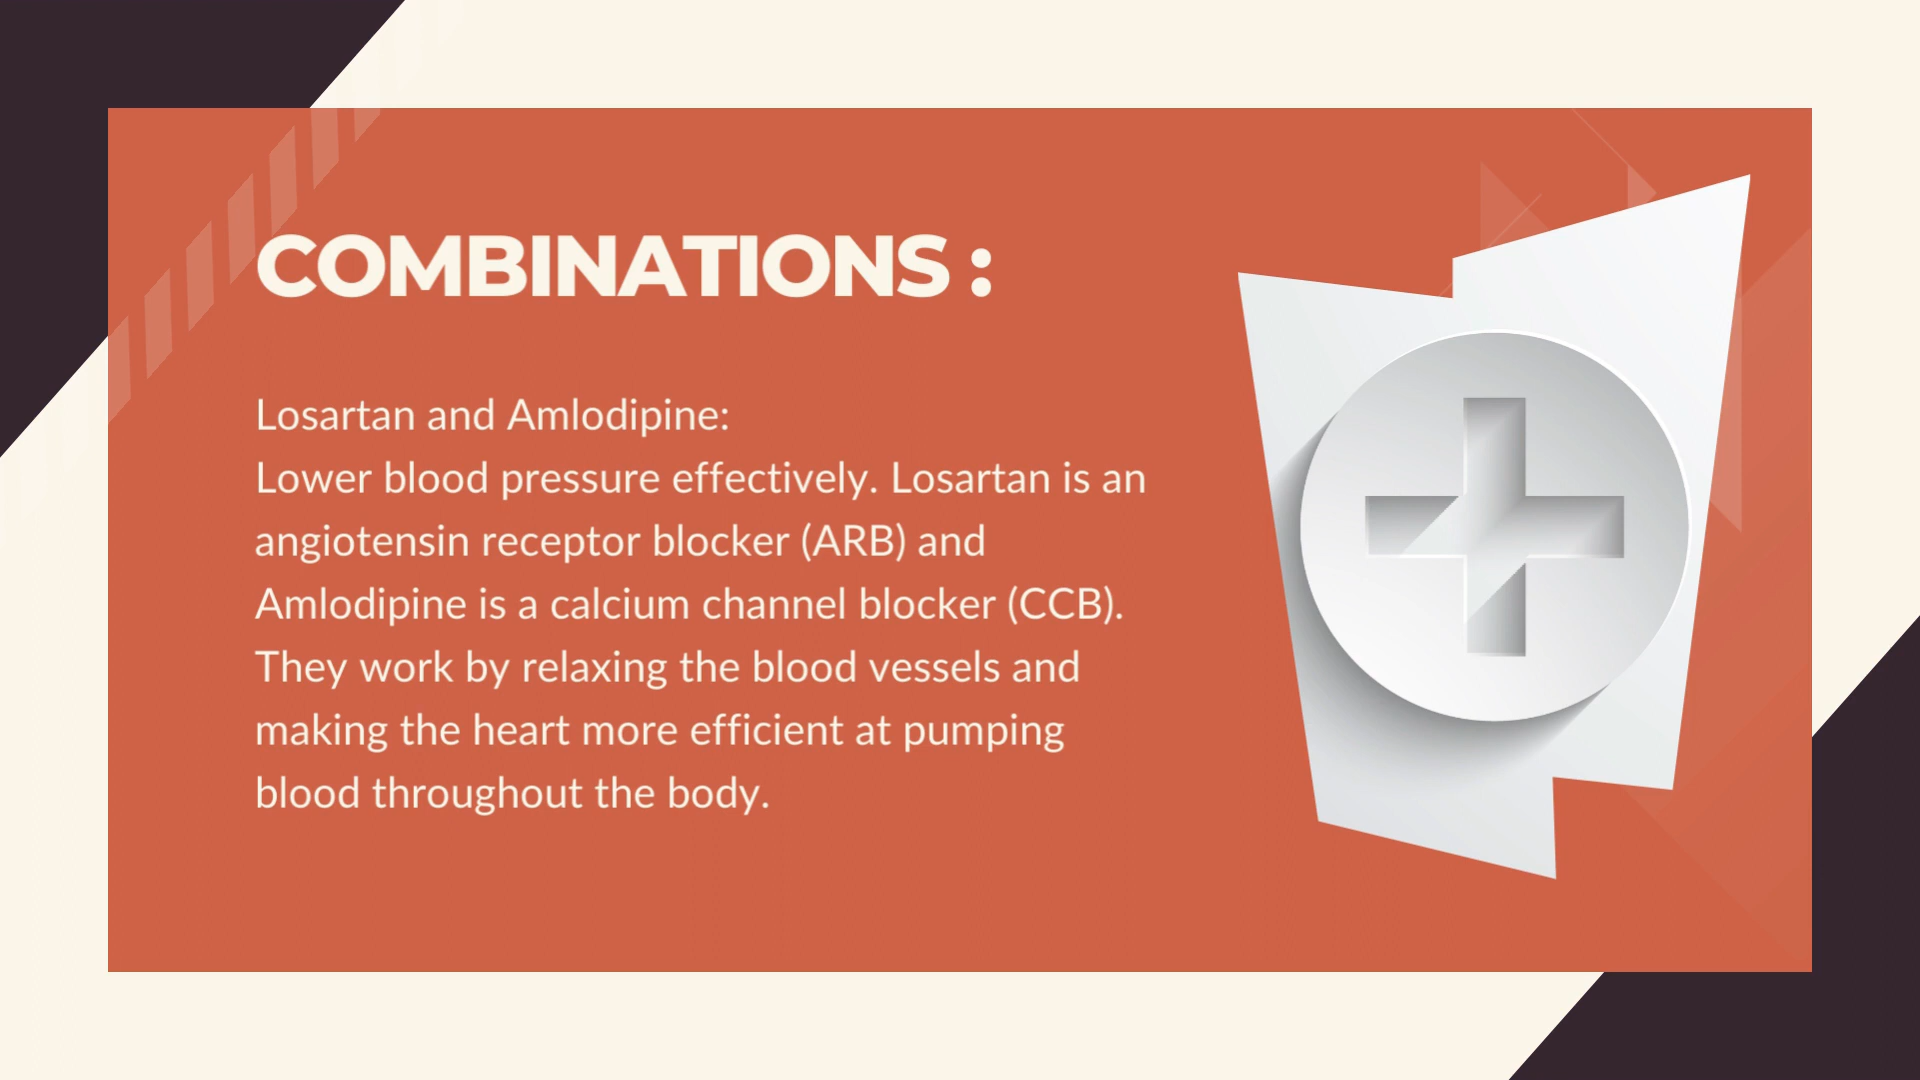 COMBINATIONS :
Losartan and Amlodipine:
Lower blood pressure effectively. Losartan is an
angiotensin receptor blocker (ARB) and
Amlodipine is a calcium channel blocker (CCB).
They work by relaxing the blood vessels and
making the heart more efficient at pumping
blood throughout the body.